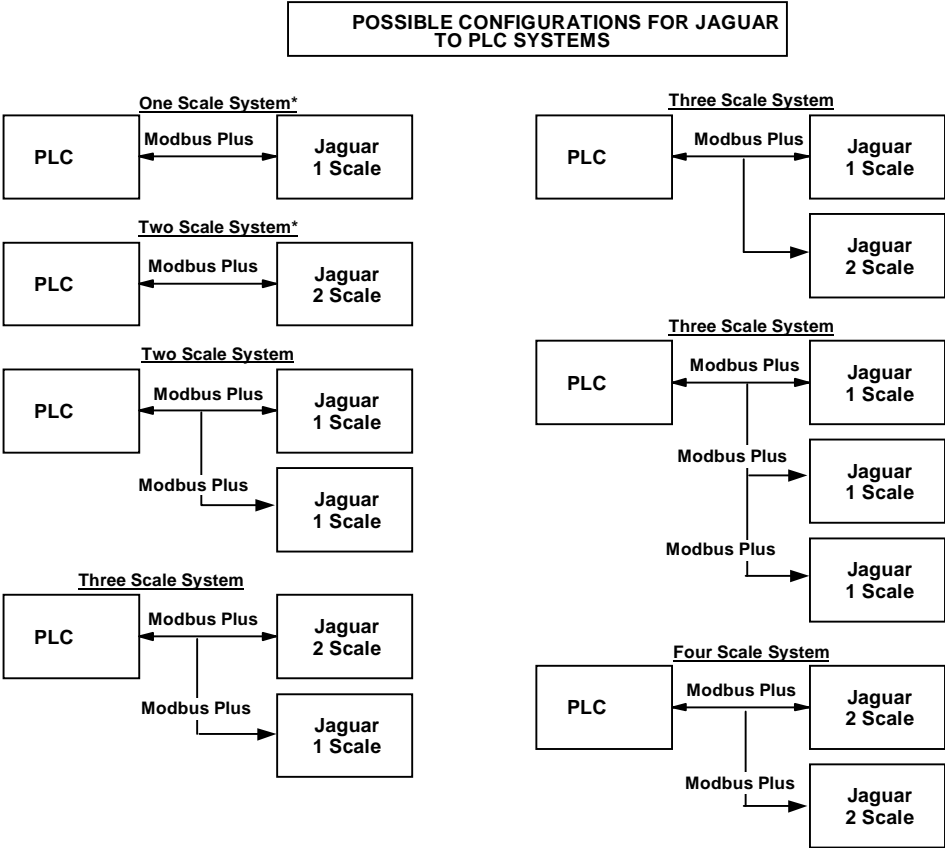 POSSIBLE CONFIGURATIONS FOR JAGUAR
TO PLC SYSTEMS
One Scale System*
PLC
Modbus Plus
Jaguar
1 Scale
Two Scale System*
PLC
Modbus Plus
Jaguar
2 Scale
Two Scale System
PLC
Modbus Plus
Jaguar
1 Scale
Modbus Plus
Jaguar
1 Scale
Three Scale System
PLC
Modbus Plus
Jaguar
2 Scale
Modbus Plus
Jaguar
1 Scale
Three Scale System
PLC
Modbus Plus
Jaguar
1 Scale
Jaguar
2 Scale
Three Scale System
PLC
Modbus Plus
Jaguar
1 Scale
Modbus Plus
Jaguar
1 Scale
Modbus Plus
Jaguar
1 Scale
Four Scale System
PLC
Modbus Plus
Jaguar
2 Scale
Modbus Plus
Jaguar
2 Scale